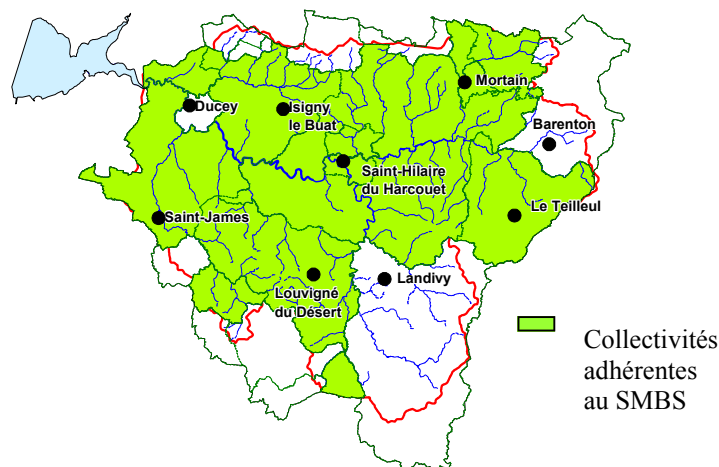 Mortain
Ducey
Isigny
le Buat
Barenton
Saint-Hilaire
du Harcouet
Le Teilleul
Saint-James
Landivy
Louvigné
du Désert
Collectivités
adhérentes
au SMBS